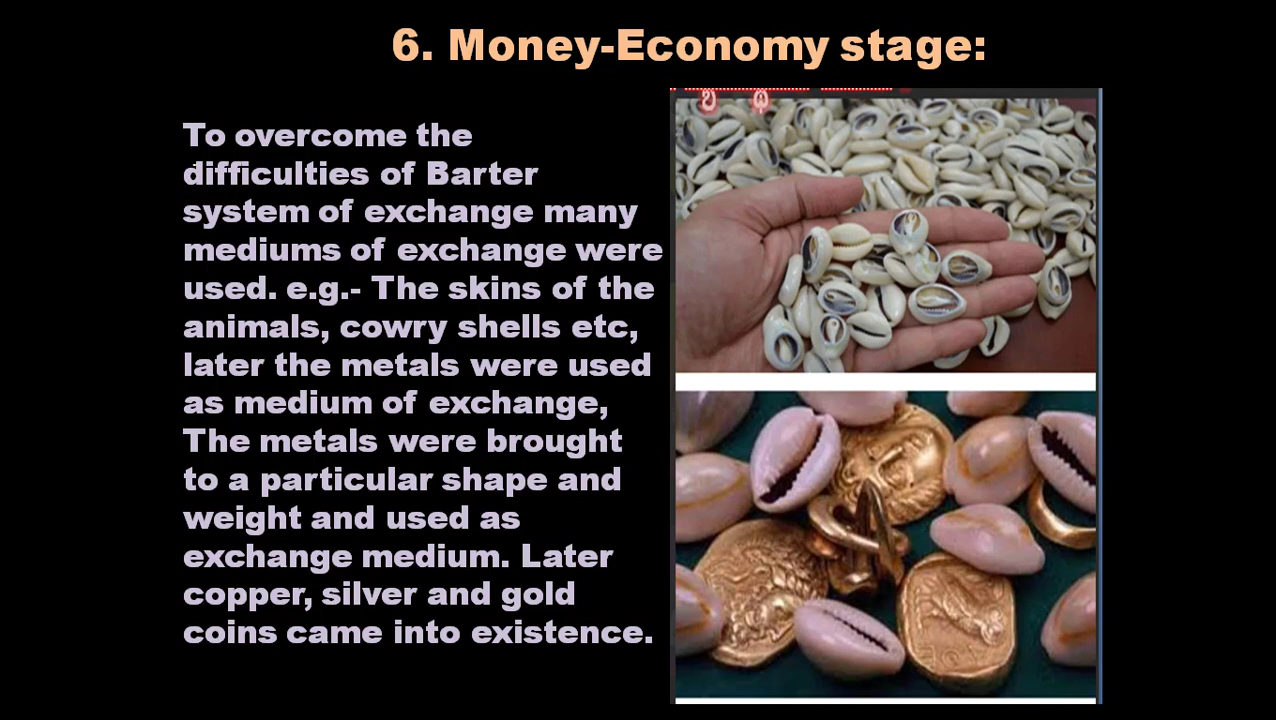 6. Money-Economy stage:
To overcome the
difficulties of Barter
system of exchange many
mediums of exchange were
used. e.g.- The skins of the
animals, cowry shells etc,
later the metals were used
as medium of exchange,
The metals were brought
to a particular shape and
weight and used as
exchange medium. Later
copper, silver and gold
coins came into existence.